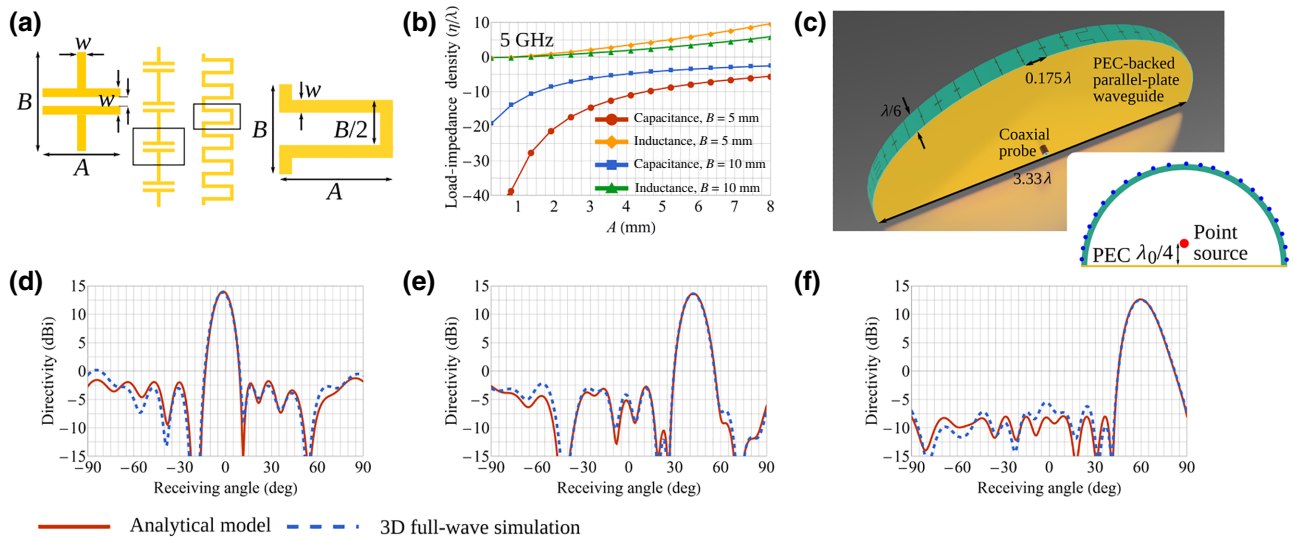 (a)
w
B
w
A
B
w
B/2
A
(b)
Load-impedance density (η/λ)
5 GHz
10
0
−10
−20
−30
−40
1 2 3 4 5 6 7 8
A (mm)
Capacitance, B = 5 mm
Inductance, B = 5 mm
Capacitance, B = 10 mm
Inductance, B = 10 mm
(c)
λ/6
0.175λ
PEC-backed
parallel-plate
waveguide
Coaxial
probe
3.33λ
PEC λ₀/4
Point
source
(d)
Directivity (dBi)
15
10
5
0
−5
−10
−15
−90 −60 −30 0 30 60 90
Receiving angle (deg)
(e)
Directivity (dBi)
15
10
5
0
−5
−10
−15
−90 −60 −30 0 30 60 90
Receiving angle (deg)
(f)
Directivity (dBi)
15
10
5
0
−5
−10
−15
−90 −60 −30 0 30 60 90
Receiving angle (deg)
Analytical model
3D full-wave simulation